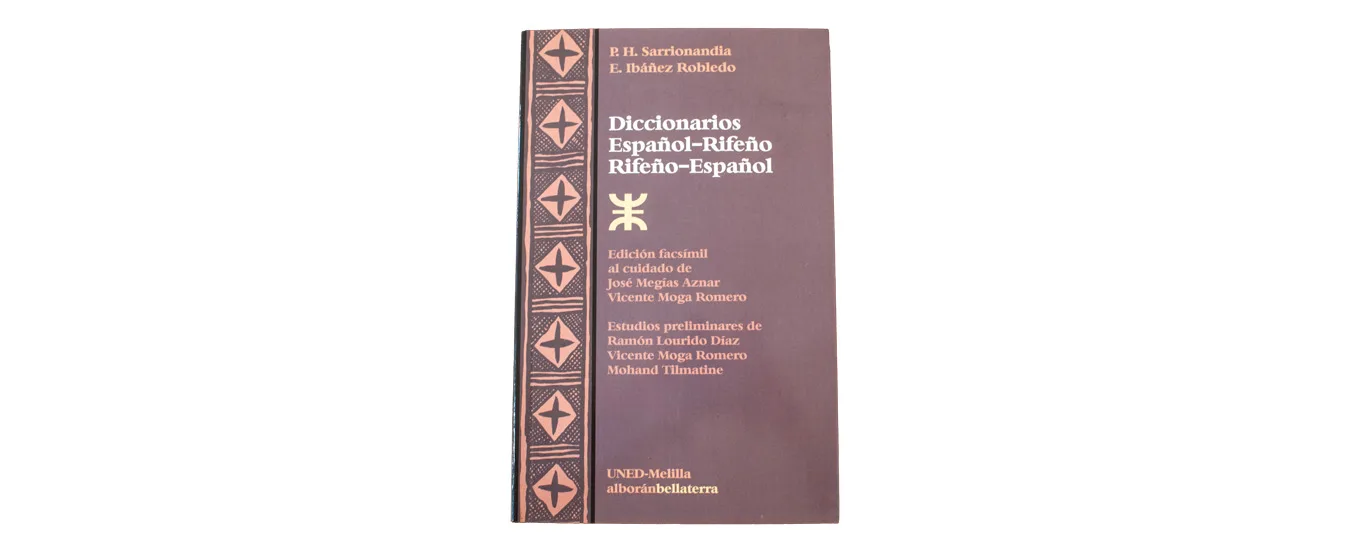 P. H. Sarrionandia
E. Ibáñez Robledo
Diccionarios
Español-Rifeño
Rifeño-Español
ⵣ
Edición facsímil
al cuidado de
José Megías Aznar
Vicente Moga Romero
Estudios preliminares de
Ramón Lourido Díaz
Vicente Moga Romero
Mohand Tilmatine
UNED-Melilla
alboránbellaterra